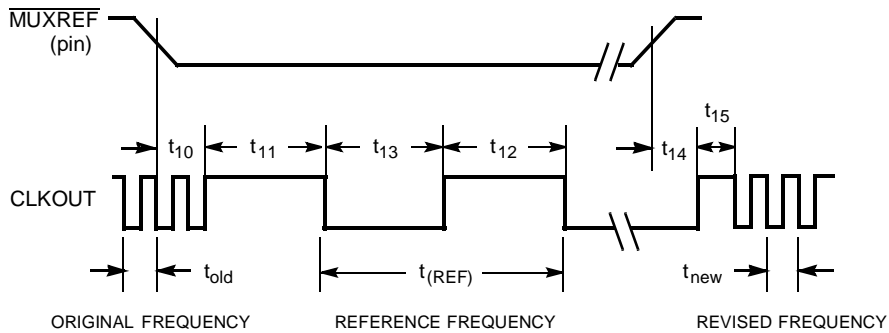 MUXREF
(pin)
t15
t10 t11 t13 t12 t14
CLKOUT
told t(REF) tnew
ORIGINAL FREQUENCY REFERENCE FREQUENCY REVISED FREQUENCY